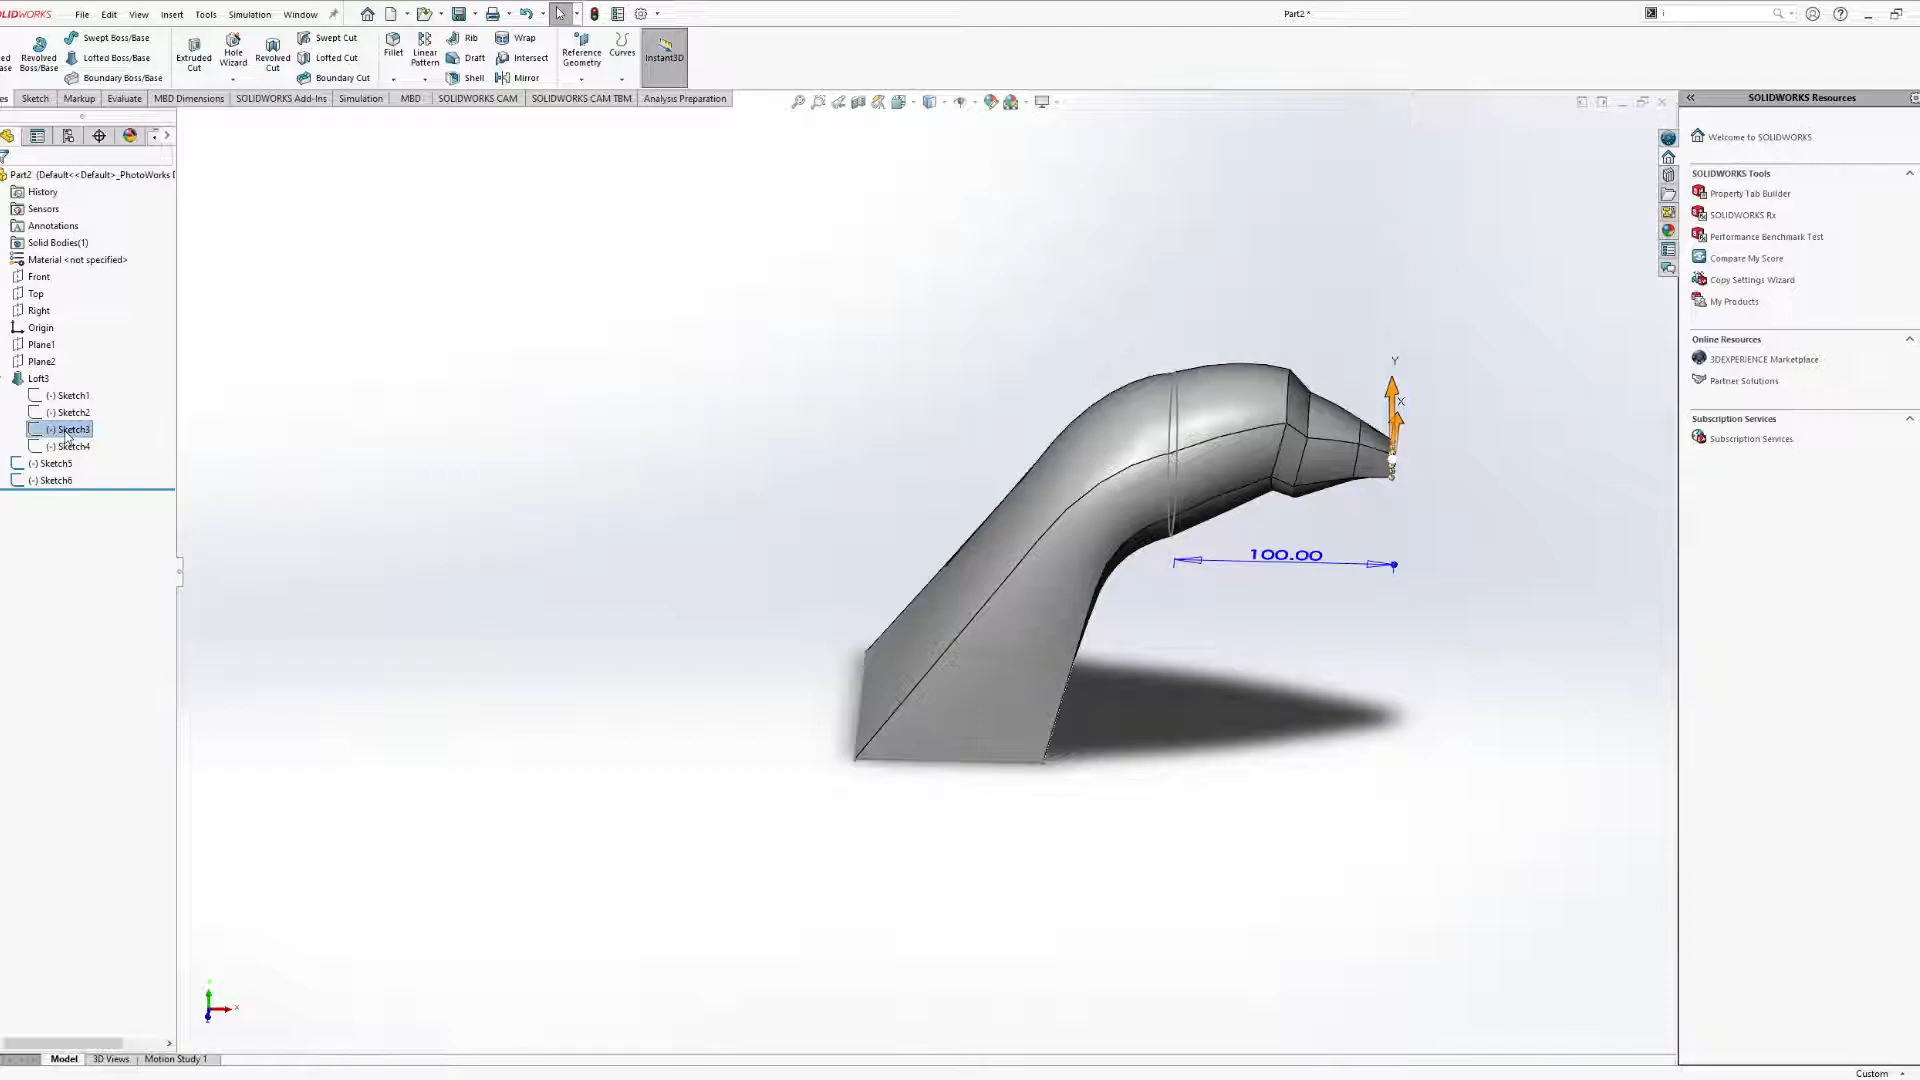 SOLIDWORKS File Edit View Insert Tools Simulation Window Part2 *
Revolved Boss/Base
Swept Boss/Base
Lofted Boss/Base
Boundary Boss/Base
Extruded Cut
Hole Wizard
Revolved Cut
Swept Cut
Lofted Cut
Boundary Cut
Fillet
Linear Pattern
Rib
Draft
Shell
Wrap
Intersect
Mirror
Reference Geometry
Curves
Instant3D
Sketch Markup Evaluate MBD Dimensions SOLIDWORKS Add-Ins Simulation MBD SOLIDWORKS CAM SOLIDWORKS CAM TBM Analysis Preparation
Part2 (Default<<Default>_PhotoWorks
History
Sensors
Annotations
Solid Bodies(1)
Material <not specified>
Front
Top
Right
Origin
Plane1
Plane2
Loft3
(-) Sketch1
(-) Sketch2
(-) Sketch3
(-) Sketch4
(-) Sketch5
(-) Sketch6
Y
X
100.00
x
Model 3D Views Motion Study 1
SOLIDWORKS Resources
Welcome to SOLIDWORKS
SOLIDWORKS Tools
Property Tab Builder
SOLIDWORKS Rx
Performance Benchmark Test
Compare My Score
Copy Settings Wizard
My Products
Online Resources
3DEXPERIENCE Marketplace
Partner Solutions
Subscription Services
Subscription Services
Custom